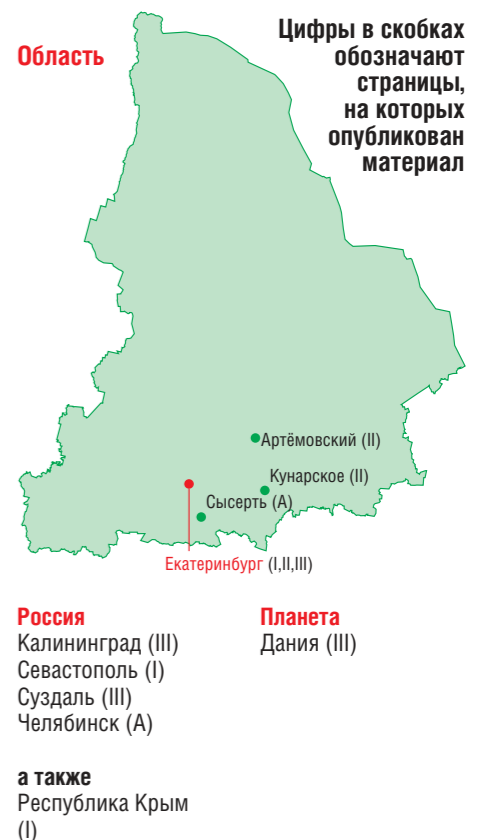 Область
Цифры в скобках
обозначают
страницы,
на которых
опубликован
материал
Артёмовский (II)
Кунарское (II)
Сысерть (А)
Екатеринбург (I,II,III)
Россия
Калининград (III)
Севастополь (I)
Суздаль (III)
Челябинск (А)
а также
Республика Крым
(I)
Планета
Дания (III)